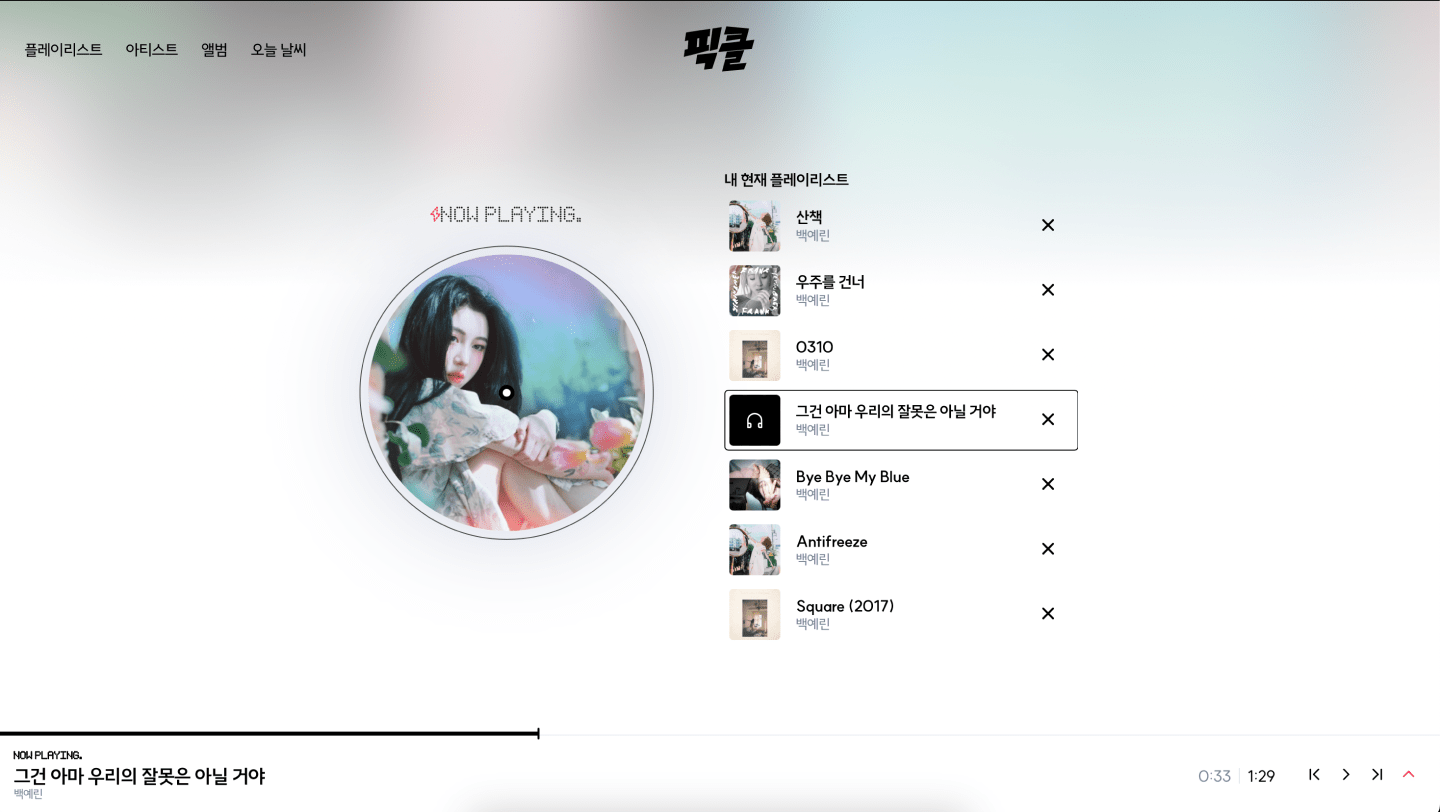 플레이리스트 아티스트 앨범 오늘 날씨
픽클
내 현재 플레이리스트
NOW PLAYING.
산책
백예린
우주를 건너
백예린
0310
백예린
그건 아마 우리의 잘못은 아닐 거야
백예린
Bye Bye My Blue
백예린
Antifreeze
백예린
Square (2017)
백예린
NOW PLAYING.
그건 아마 우리의 잘못은 아닐 거야
백예린
0:33 1:29